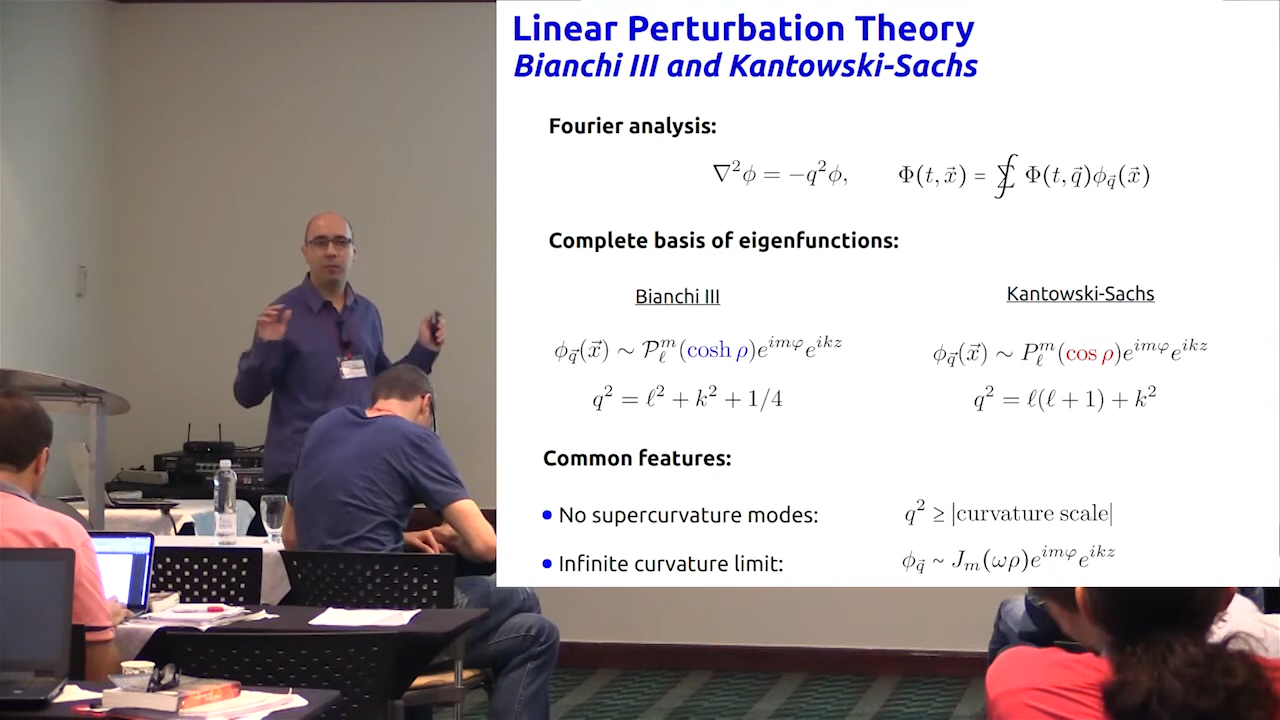 Linear Perturbation Theory
Bianchi III and Kantowski-Sachs
Fourier analysis:
∇²ϕ = −q²ϕ, Φ(t, x⃗) = ⨋ Φ(t, q⃗)ϕ_q⃗(x⃗)
Complete basis of eigenfunctions:
Bianchi III Kantowski-Sachs
ϕ_q⃗(x⃗) ∼ 𝒫_ℓ^m(cosh ρ)e^{imφ}e^{ikz} ϕ_q⃗(x⃗) ∼ P_ℓ^m(cos ρ)e^{imφ}e^{ikz}
q² = ℓ² + k² + 1/4 q² = ℓ(ℓ + 1) + k²
Common features:
• No supercurvature modes: q² ≥ |curvature scale|
• Infinite curvature limit: ϕ_q⃗ ∼ J_m(ωρ)e^{imφ}e^{ikz}